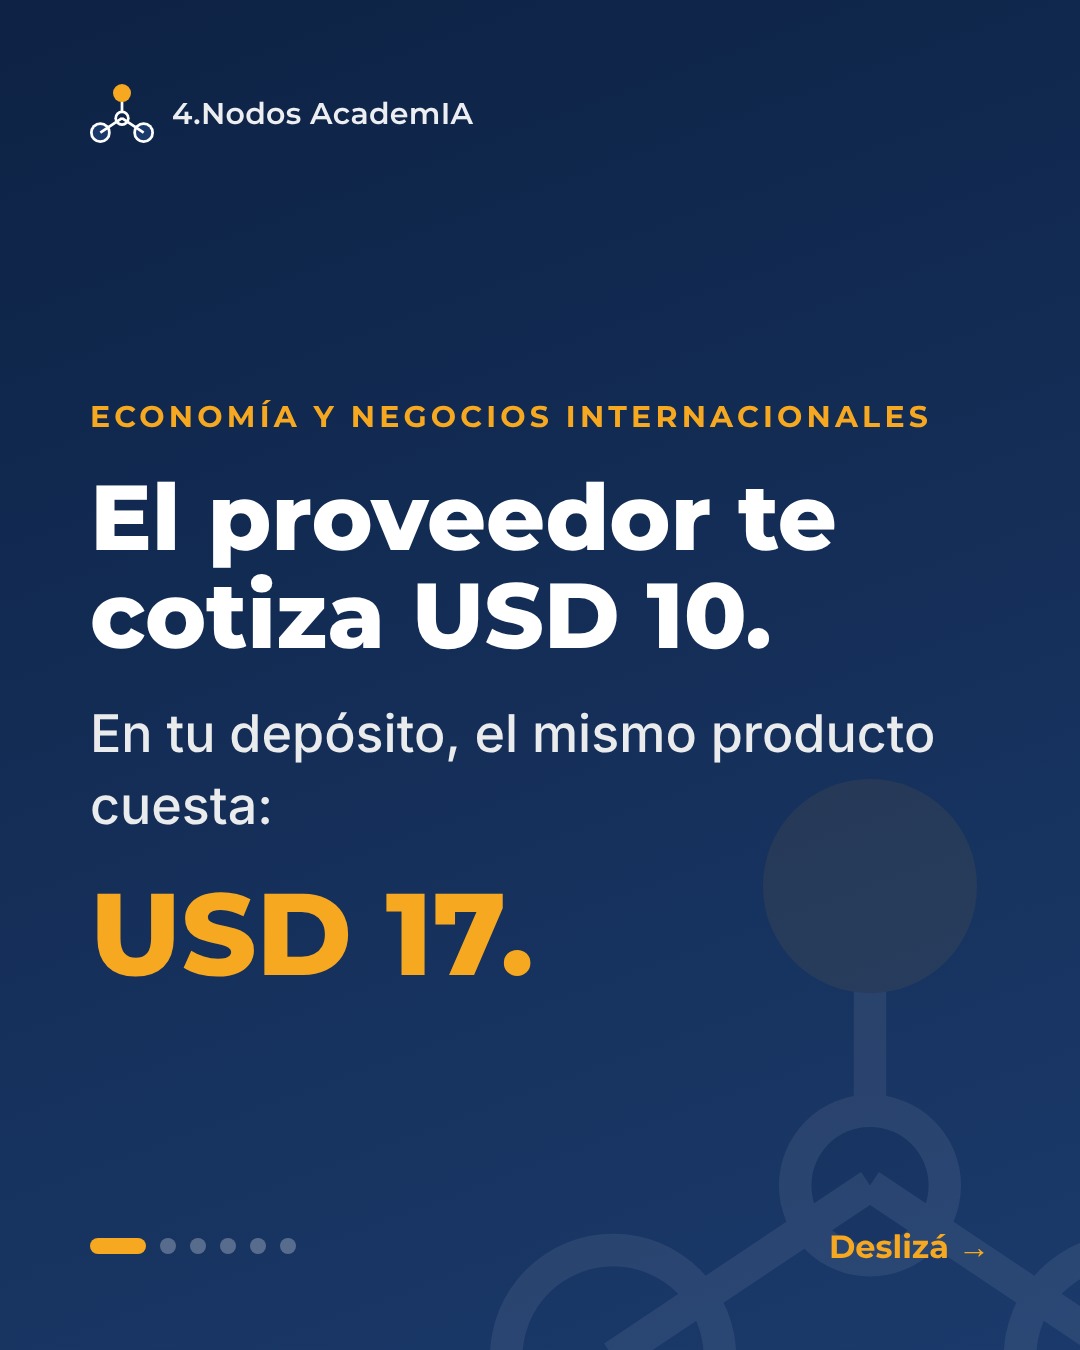 4.Nodos AcademIA
ECONOMÍA Y NEGOCIOS INTERNACIONALES
El proveedor te
cotiza USD 10.
En tu depósito, el mismo producto
cuesta:
USD 17.
Deslizá →